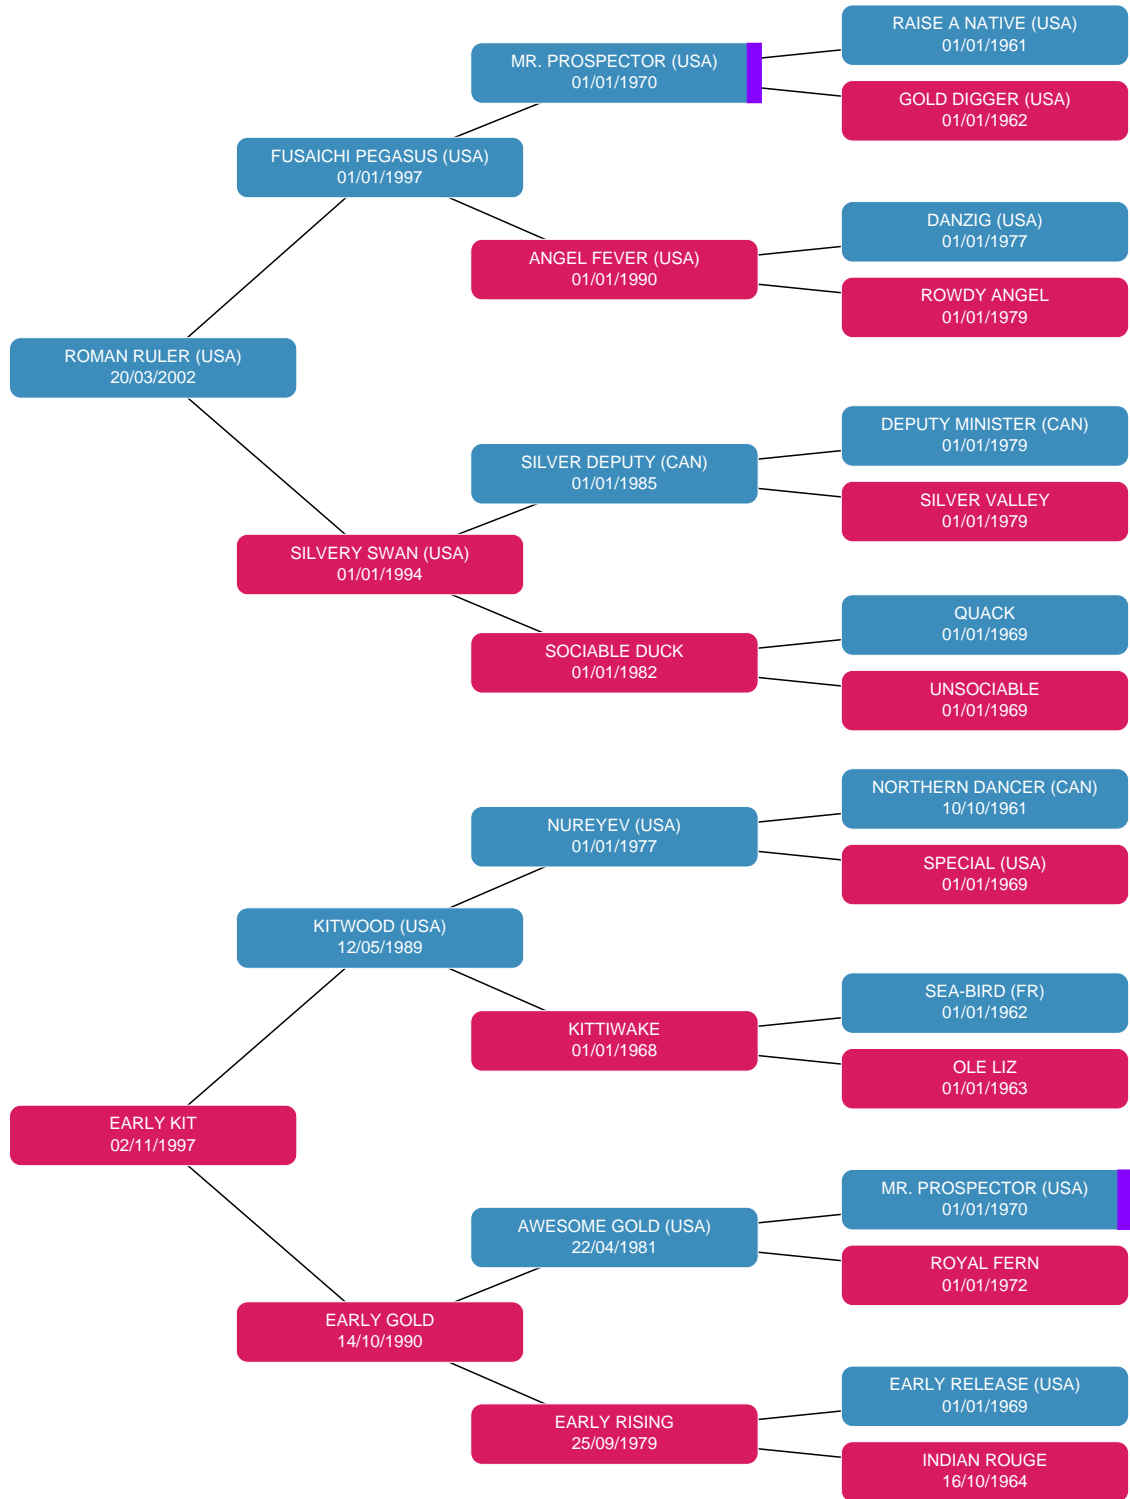 RAISE A NATIVE (USA)
01/01/1961
MR. PROSPECTOR (USA)
01/01/1970
GOLD DIGGER (USA)
01/01/1962
FUSAICHI PEGASUS (USA)
01/01/1997
DANZIG (USA)
01/01/1977
ANGEL FEVER (USA)
01/01/1990
ROWDY ANGEL
01/01/1979
ROMAN RULER (USA)
20/03/2002
DEPUTY MINISTER (CAN)
01/01/1979
SILVER DEPUTY (CAN)
01/01/1985
SILVER VALLEY
01/01/1979
SILVERY SWAN (USA)
01/01/1994
QUACK
01/01/1969
SOCIABLE DUCK
01/01/1982
UNSOCIABLE
01/01/1969
NORTHERN DANCER (CAN)
10/10/1961
NUREYEV (USA)
01/01/1977
SPECIAL (USA)
01/01/1969
KITWOOD (USA)
12/05/1989
SEA-BIRD (FR)
01/01/1962
KITTIWAKE
01/01/1968
OLE LIZ
01/01/1963
EARLY KIT
02/11/1997
MR. PROSPECTOR (USA)
01/01/1970
AWESOME GOLD (USA)
22/04/1981
ROYAL FERN
01/01/1972
EARLY GOLD
14/10/1990
EARLY RELEASE (USA)
01/01/1969
EARLY RISING
25/09/1979
INDIAN ROUGE
16/10/1964